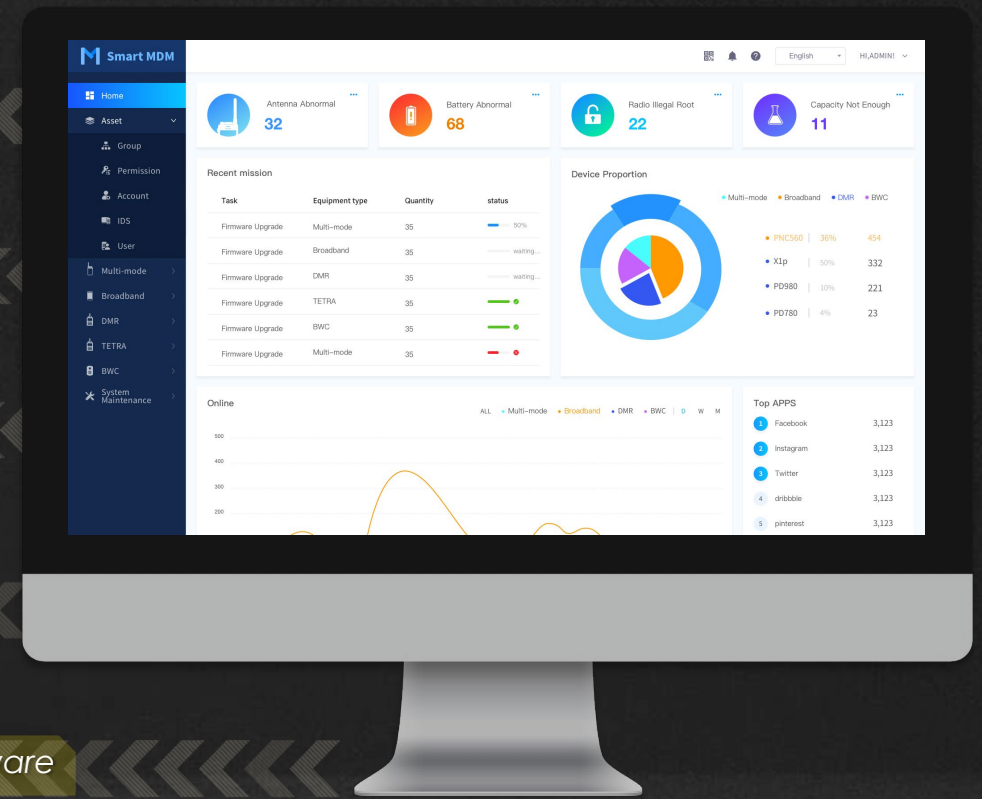 Smart MDM
English
HI,ADMIN!
Home
Asset
Group
Permission
Account
IDS
User
Multi-mode
Broadband
DMR
TETRA
BWC
System
Maintenance
Antenna Abnormal
32
Battery Abnormal
68
Radio Illegal Root
22
Capacity Not Enough
11
Recent mission
Task Equipment type Quantity status
Firmware Upgrade Multi-mode 35 50%
Firmware Upgrade Broadband 35 waiting...
Firmware Upgrade DMR 35 waiting...
Firmware Upgrade TETRA 35
Firmware Upgrade BWC 35
Firmware Upgrade Multi-mode 35
Device Proportion
Multi-mode Broadband DMR BWC
PNC560 | 36% 454
X1p | 50% 332
PD980 | 10% 221
PD780 | 4% 23
Online
ALL Multi-mode Broadband DMR BWC | D W M
500
400
300
200
Top APPS
1 Facebook 3,123
2 Instagram 3,123
3 Twitter 3,123
4 dribbble 3,123
5 pinterest 3,123